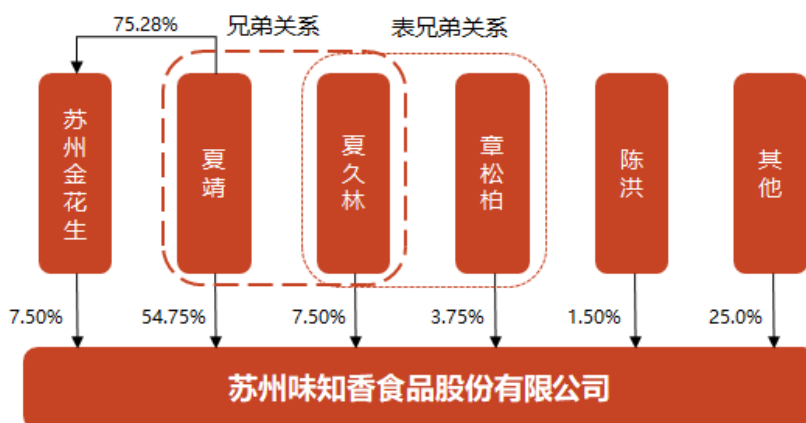 75.28%
兄弟关系
表兄弟关系
苏州金花生
夏靖
夏久林
章松柏
陈洪
其他
7.50%
54.75%
7.50%
3.75%
1.50%
25.0%
苏州味知香食品股份有限公司